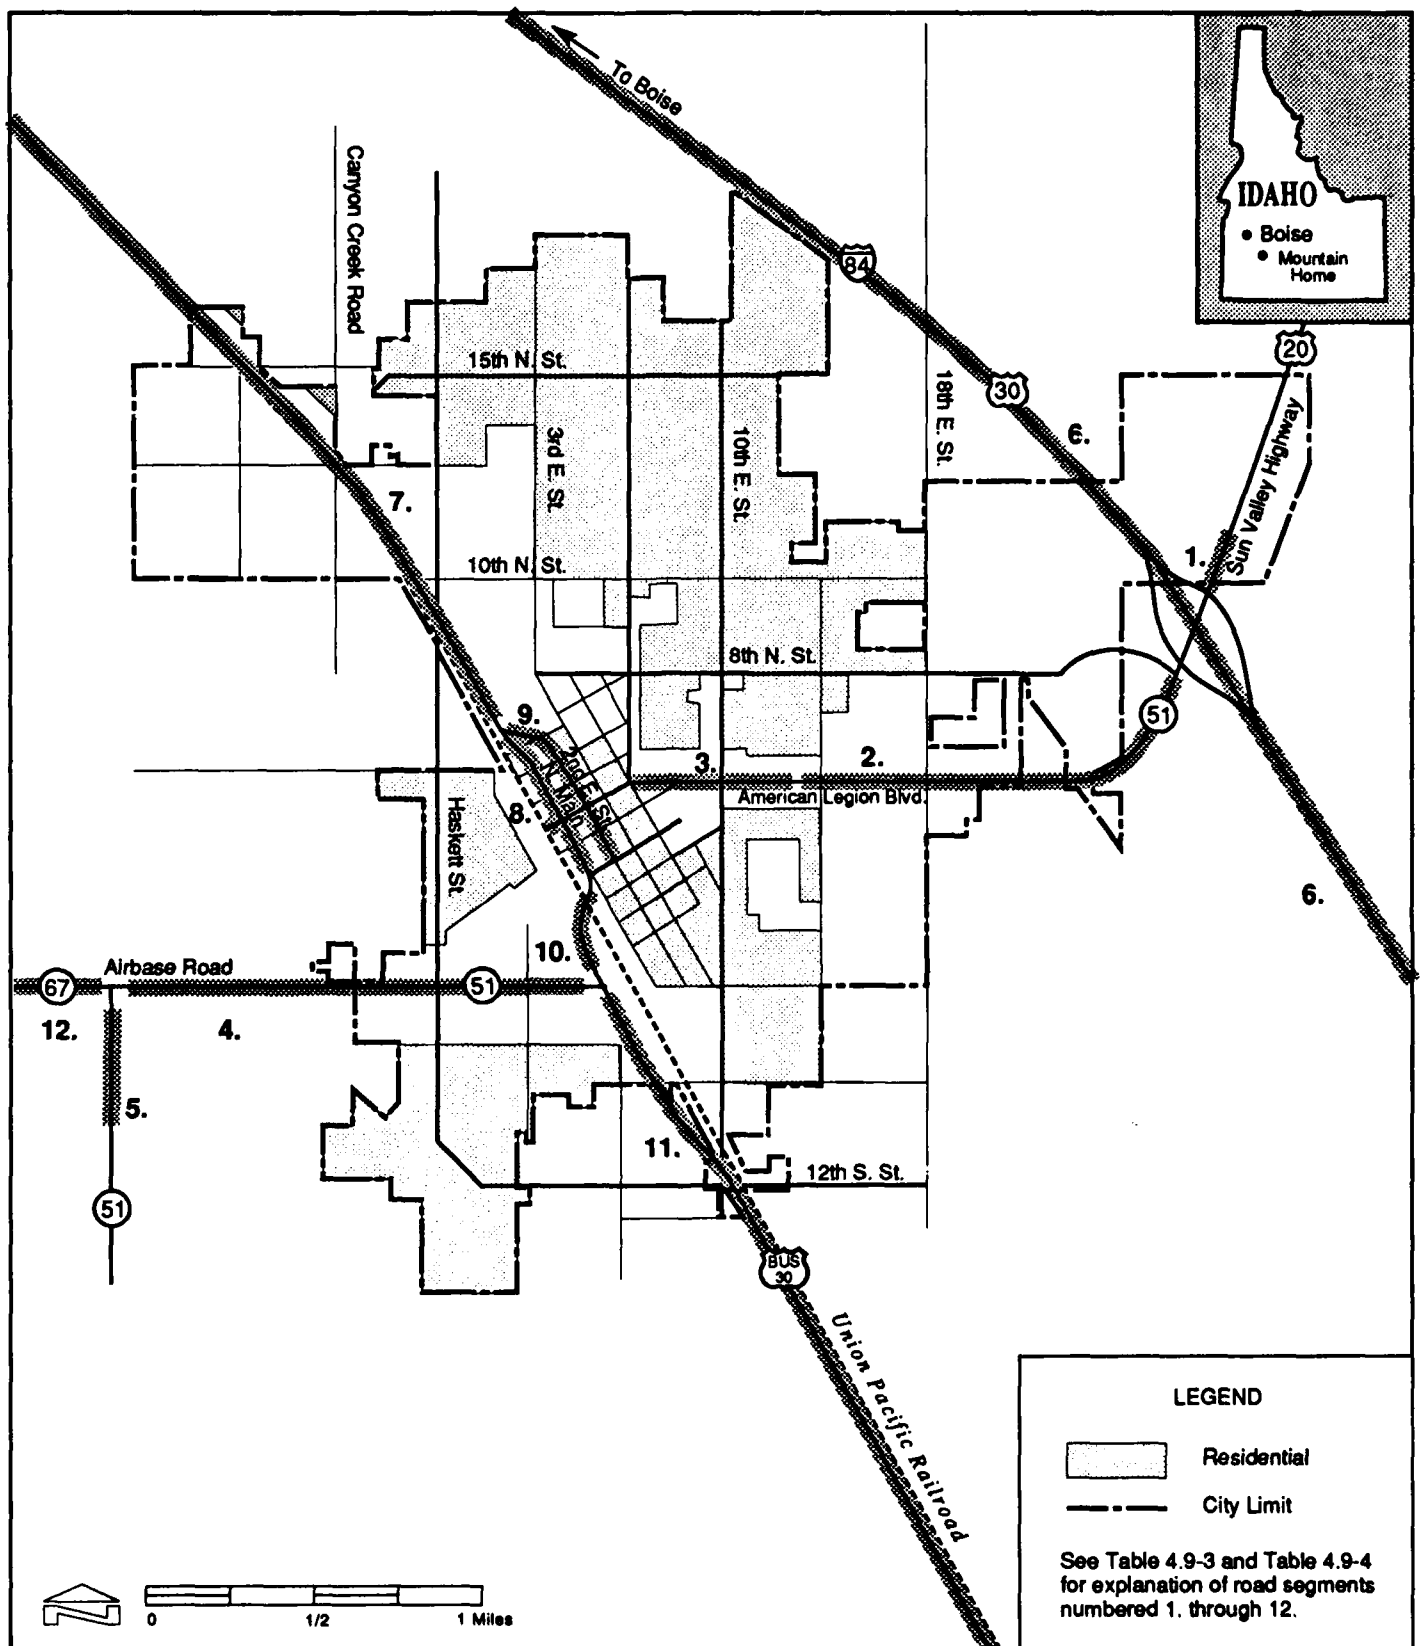 To Boise
IDAHO
Boise
Mountain
Home
84
30
20
Sun Valley Highway
Canyon Creek Road
15th N. St.
3rd E. St.
10th E. St.
18th E. St.
6.
7.
1.
10th N. St.
8th N. St.
51
9.
2nd E. St.
N. Main
8.
3.
2.
American Legion Blvd.
Haskett St.
6.
10.
67
Airbase Road
51
12.
4.
5.
11.
12th S. St.
51
BUS
30
Union Pacific Railroad
LEGEND
Residential
City Limit
See Table 4.9-3 and Table 4.9-4
for explanation of road segments
numbered 1. through 12.
N
0 1/2 1 Miles